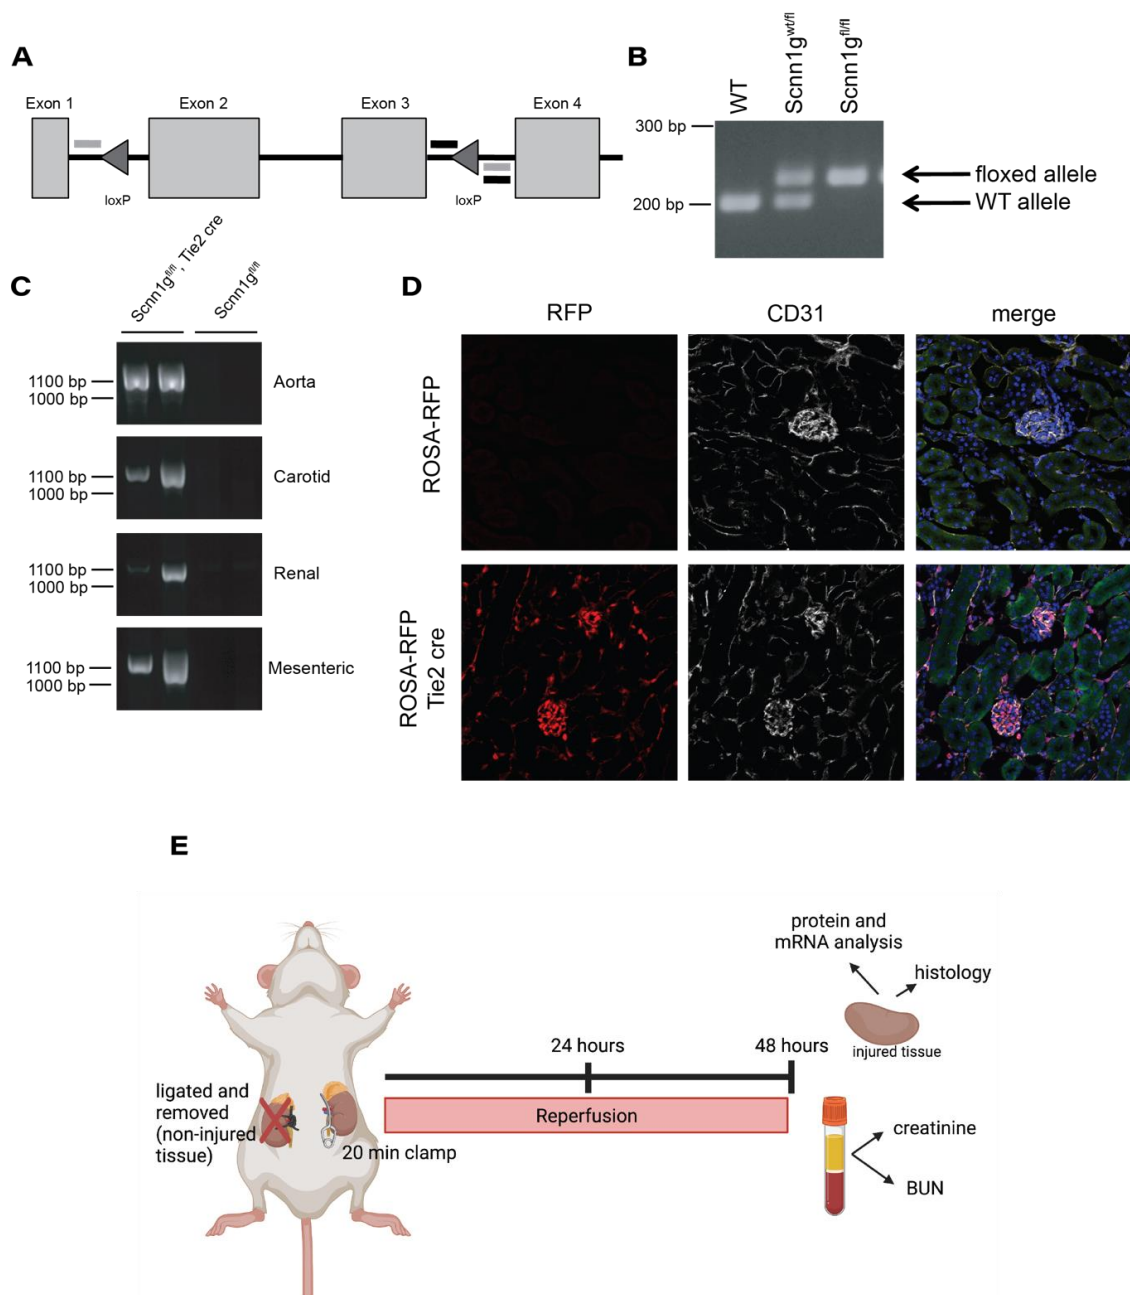 A
Exon 1
Exon 2
Exon 3
Exon 4
loxP
loxP
B
WT
Scnn1g^wt/fl
Scnn1g^fl/fl
300 bp
200 bp
floxed allele
WT allele
C
Scnn1g^fl/fl, Tie2 cre
Scnn1g^fl/fl
1100 bp
1000 bp
Aorta
1100 bp
1000 bp
Carotid
1100 bp
1000 bp
Renal
1100 bp
1000 bp
Mesenteric
D
RFP
CD31
merge
ROSA-RFP
ROSA-RFP
Tie2 cre
E
ligated and
removed
(non-injured
tissue)
20 min clamp
24 hours
48 hours
Reperfusion
protein and
mRNA analysis
histology
injured tissue
creatinine
BUN